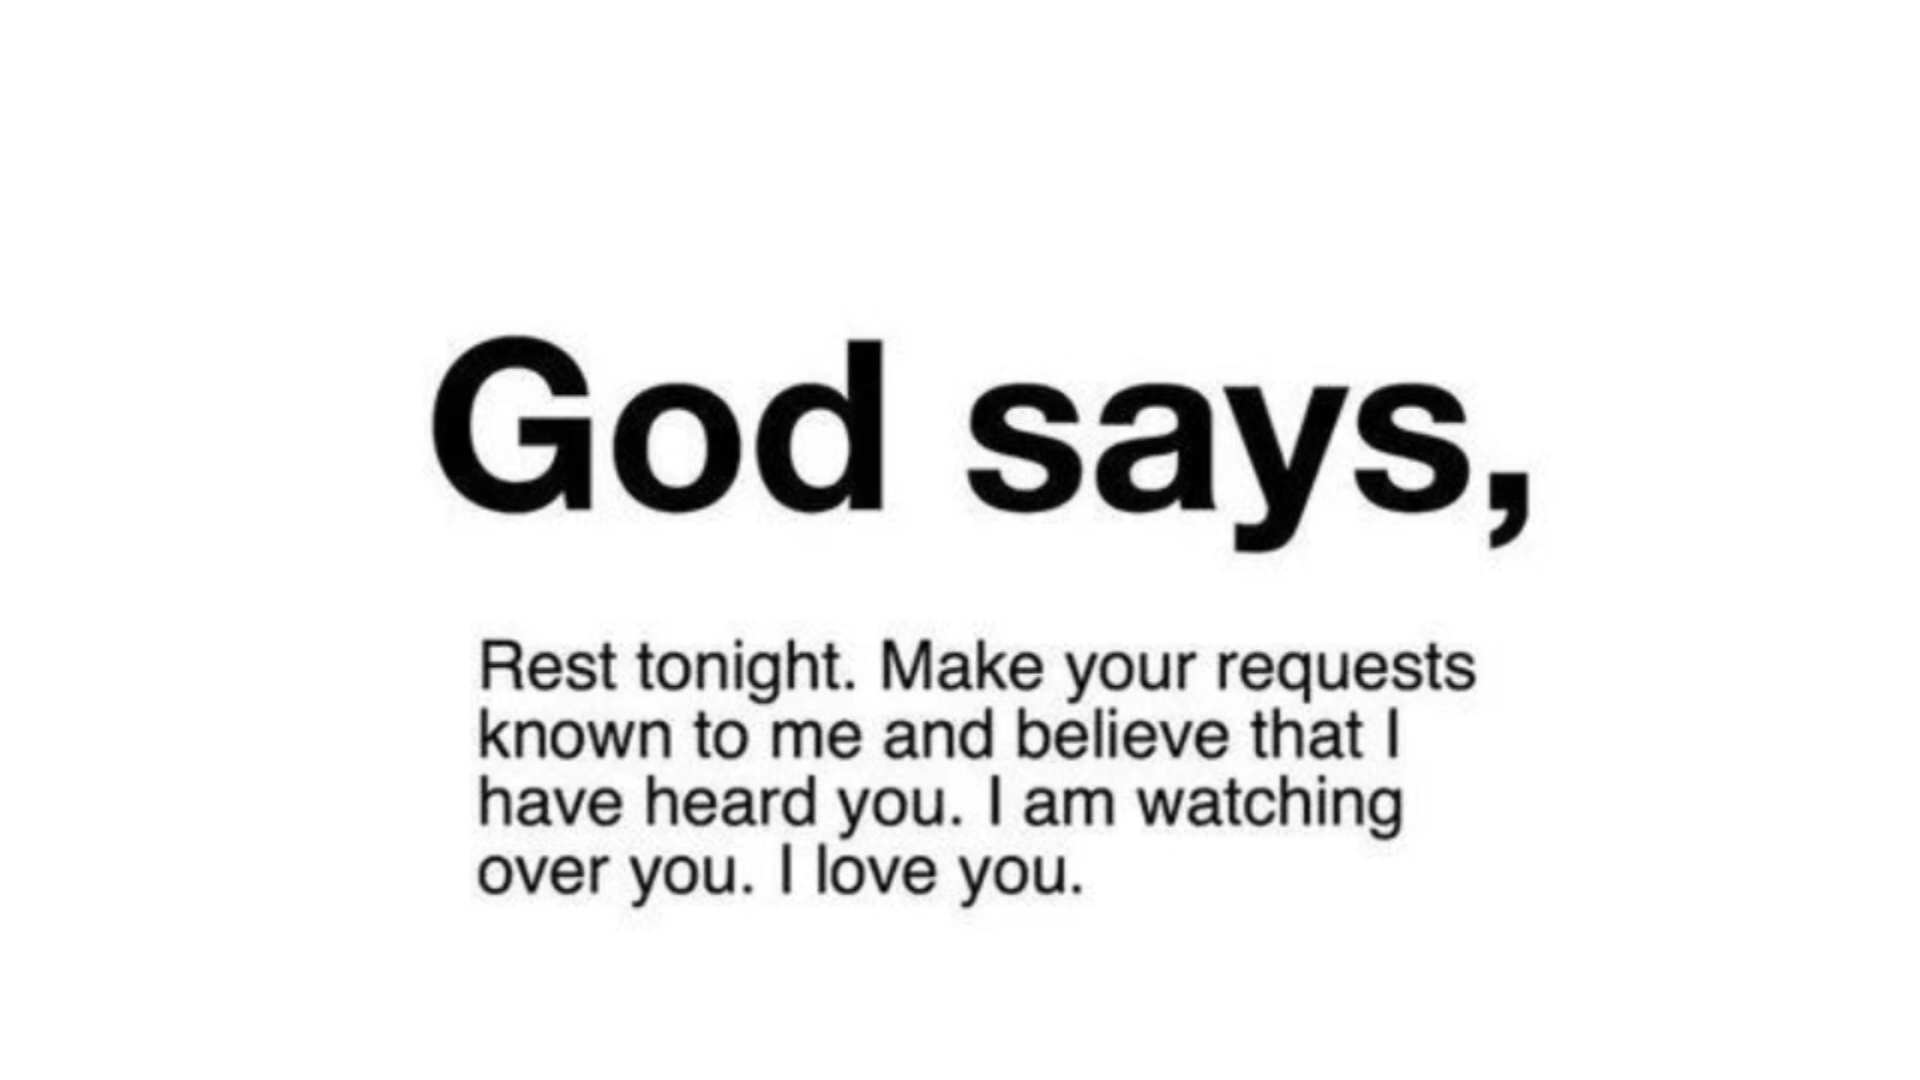 God says,
Rest tonight. Make your requests
known to me and believe that I
have heard you. I am watching
over you. I love you.